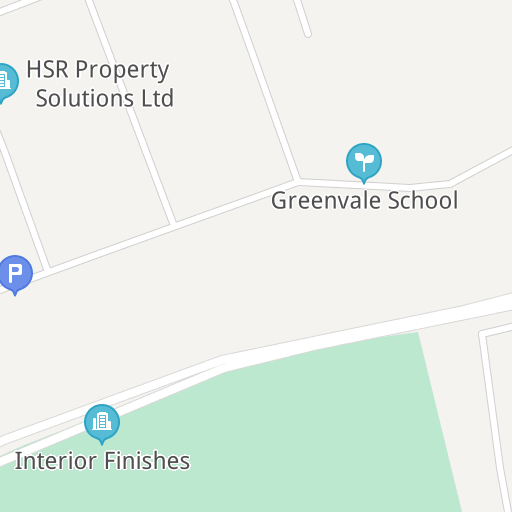 HSR Property
Solutions Ltd
Greenvale School
P
Interior Finishes